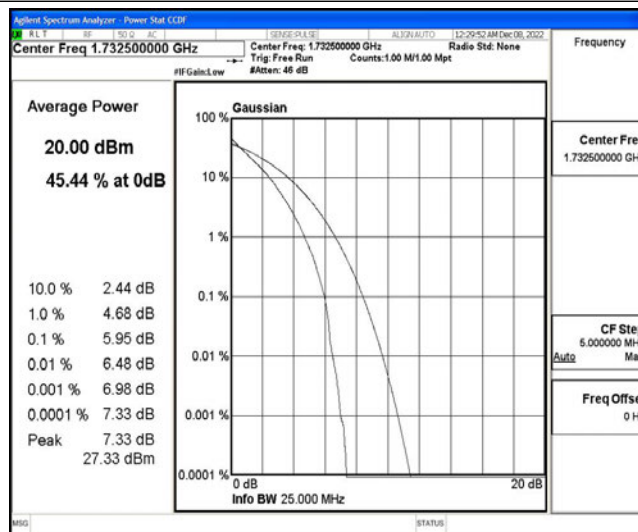 Agilent Spectrum Analyzer - Power Stat CCDF
RLT RF 50 Ω AC SENSE:PULSE ALIGN AUTO 12:29:52 AM Dec 08, 2022
Center Freq 1.732500000 GHz
Center Freq: 1.732500000 GHz Radio Std: None
Trig: Free Run Counts:1.00 M/1.00 Mpt
#IFGain:Low #Atten: 46 dB
Frequency
Average Power
20.00 dBm
45.44 % at 0dB
10.0 % 2.44 dB
1.0 % 4.68 dB
0.1 % 5.95 dB
0.01 % 6.48 dB
0.001 % 6.98 dB
0.0001 % 7.33 dB
Peak 7.33 dB
27.33 dBm
Gaussian
100 %
10 %
1 %
0.1 %
0.01 %
0.001 %
0.0001 %
0 dB 20 dB
Info BW 25.000 MHz
Center Fre
1.732500000 GH
CF Step
5.000000 MH
Auto Ma
Freq Offse
0 H
MSG STATUS